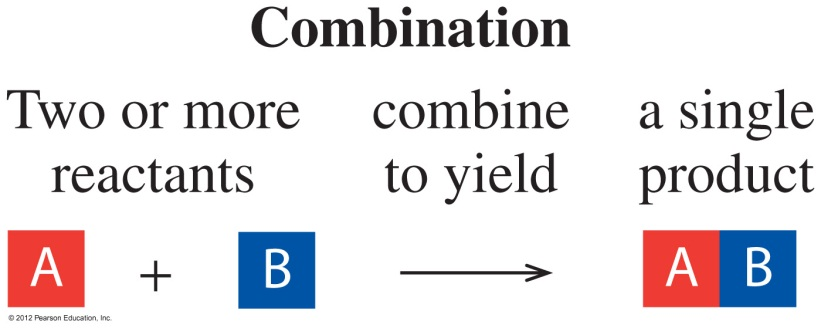 Combination
Two or more combine a single
reactants to yield product
A + B → A B
© 2012 Pearson Education, Inc.